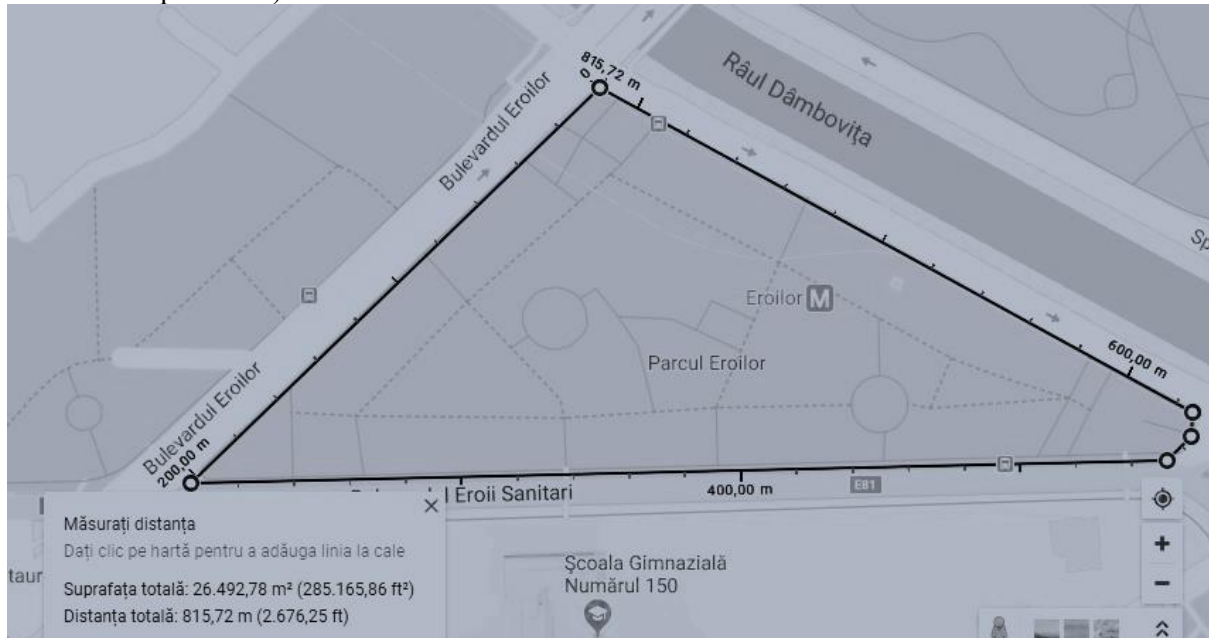 815,72 m
0
Râul Dâmbovița
Bulevardul Eroilor
Eroilor M
Parcul Eroilor
600,00 m
Bulevardul Eroilor
200,00 m
400,00 m
E81
l Eroii Sanitari
Măsurați distanța
Dați clic pe hartă pentru a adăuga linia la cale
Suprafața totală: 26.492,78 m² (285.165,86 ft²)
Distanța totală: 815,72 m (2.676,25 ft)
Școala Gimnazială
Numărul 150